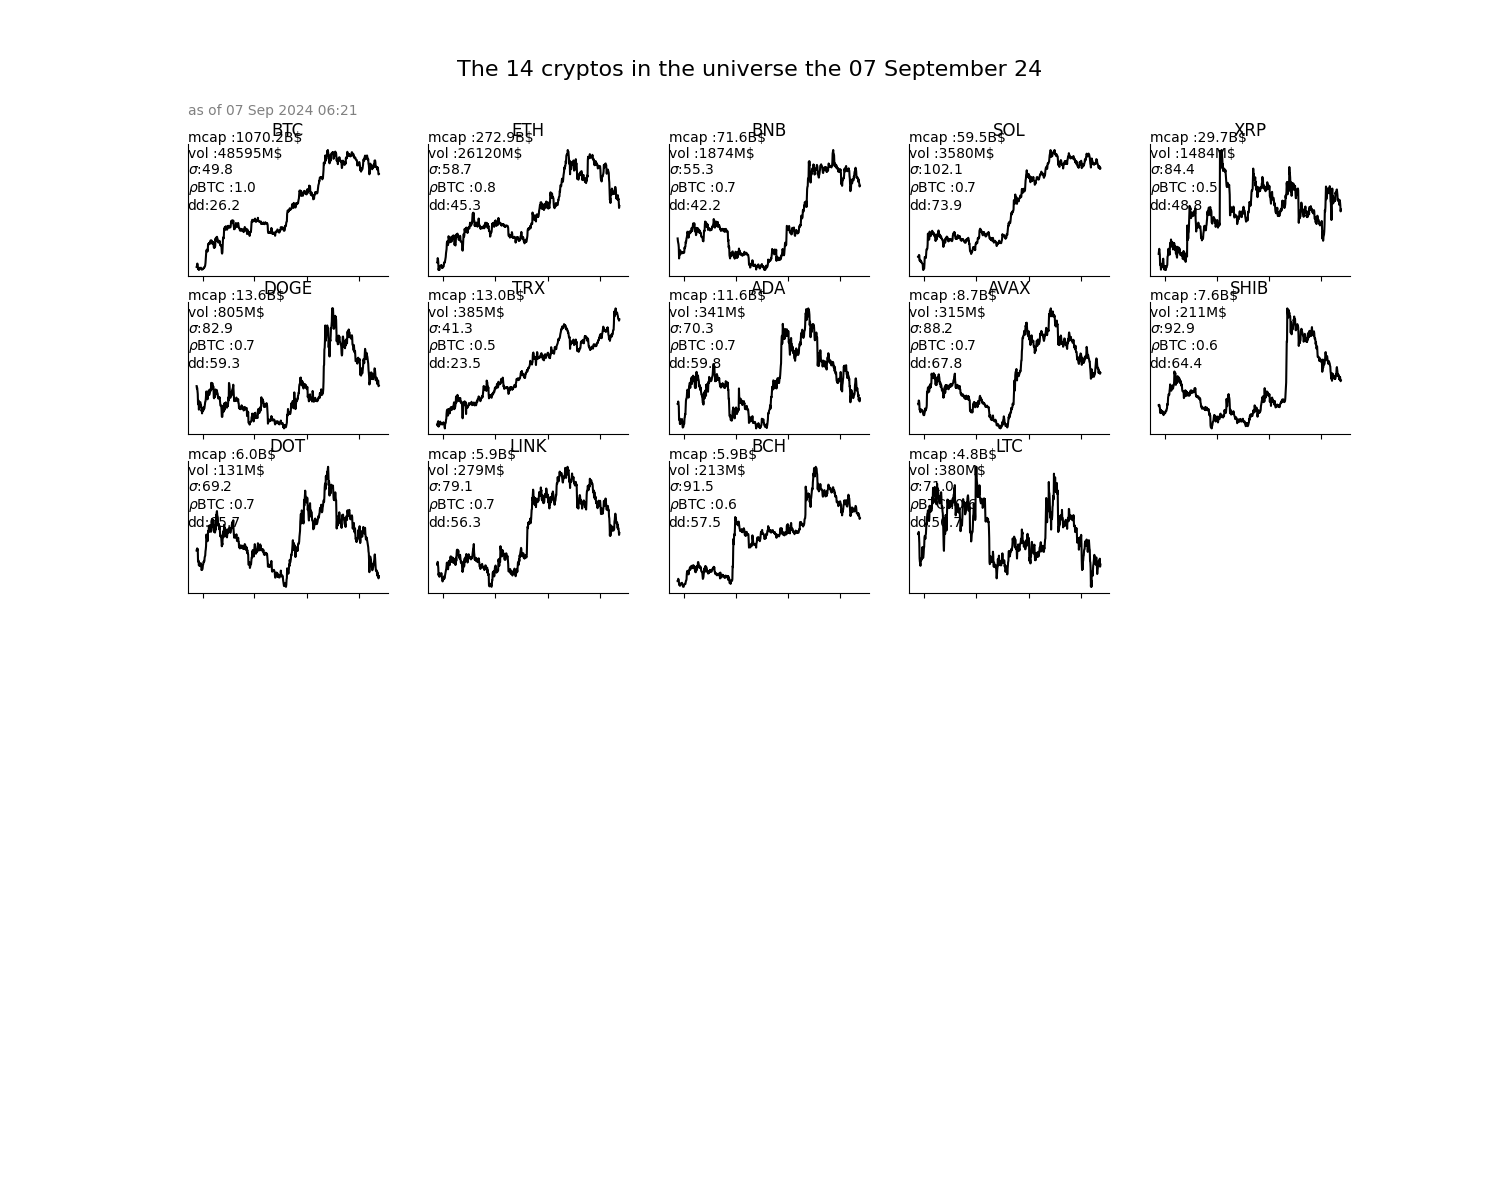 The 14 cryptos in the universe the 07 September 24
as of 07 Sep 2024 06:21
BTC
mcap :1070.2B$
vol :48595M$
σ:49.8
ρBTC :1.0
dd:26.2
ETH
mcap :272.9B$
vol :26120M$
σ:58.7
ρBTC :0.8
dd:45.3
BNB
mcap :71.6B$
vol :1874M$
σ:55.3
ρBTC :0.7
dd:42.2
SOL
mcap :59.5B$
vol :3580M$
σ:102.1
ρBTC :0.7
dd:73.9
XRP
mcap :29.7B$
vol :1484M$
σ:84.4
ρBTC :0.5
dd:48.8
DOGE
mcap :13.6B$
vol :805M$
σ:82.9
ρBTC :0.7
dd:59.3
TRX
mcap :13.0B$
vol :385M$
σ:41.3
ρBTC :0.5
dd:23.5
ADA
mcap :11.6B$
vol :341M$
σ:70.3
ρBTC :0.7
dd:59.8
AVAX
mcap :8.7B$
vol :315M$
σ:88.2
ρBTC :0.7
dd:67.8
SHIB
mcap :7.6B$
vol :211M$
σ:92.9
ρBTC :0.6
dd:64.4
DOT
mcap :6.0B$
vol :131M$
σ:69.2
ρBTC :0.7
LINK
mcap :5.9B$
vol :279M$
σ:79.1
ρBTC :0.7
dd:56.3
BCH
mcap :5.9B$
vol :213M$
σ:91.5
ρBTC :0.6
dd:57.5
LTC
mcap :4.8B$
vol :380M$
σ:71.0
ρBTC